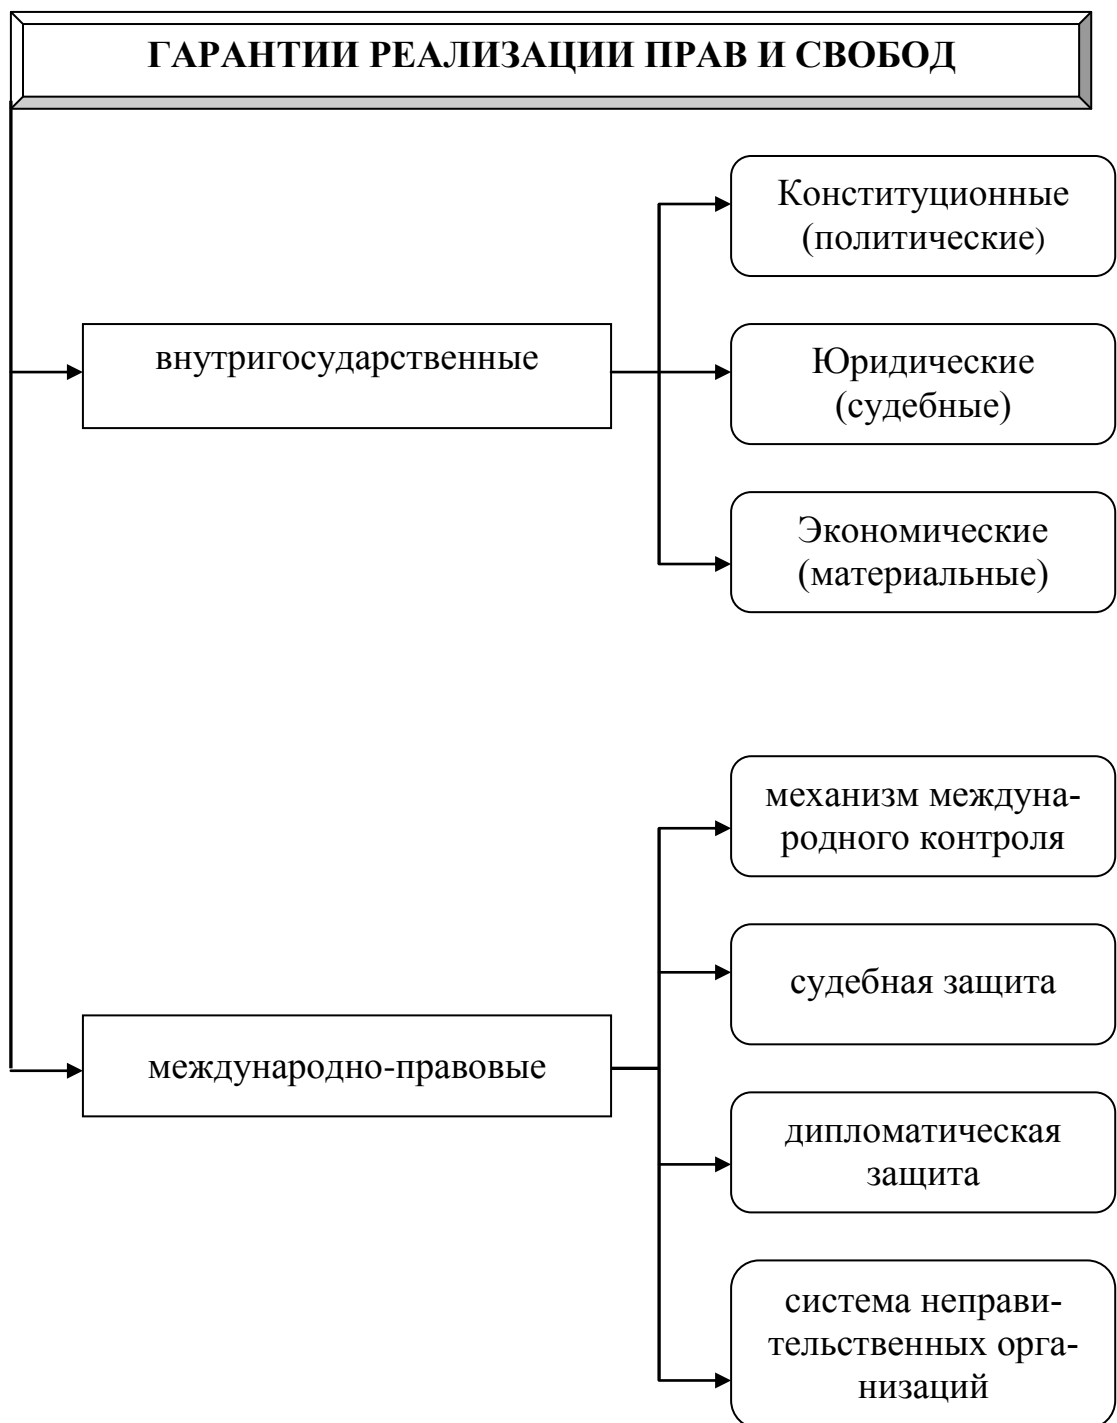 ГАРАНТИИ РЕАЛИЗАЦИИ ПРАВ И СВОБОД
Конституционные
(политические)
внутригосударственные
Юридические
(судебные)
Экономические
(материальные)
механизм междуна-
родного контроля
судебная защита
международно-правовые
дипломатическая
защита
система неправи-
тельственных орга-
низаций